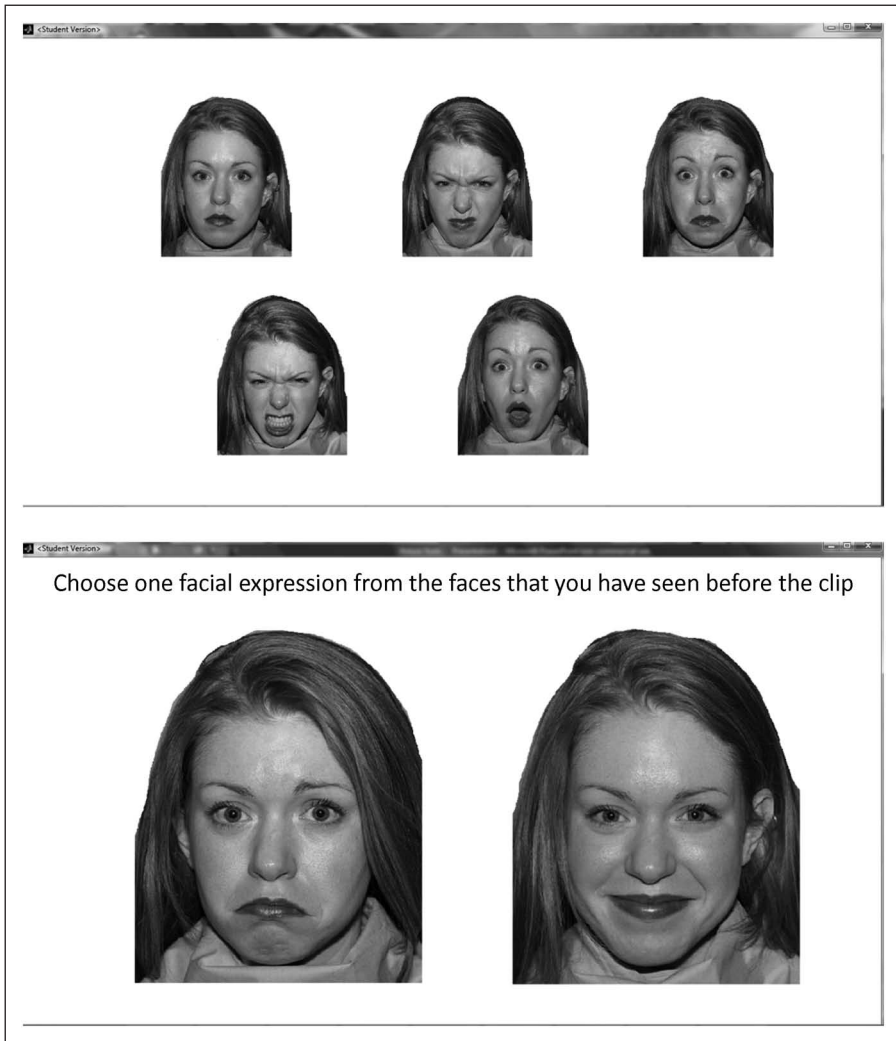 <Student Version>
<Student Version>
Choose one facial expression from the faces that you have seen before the clip